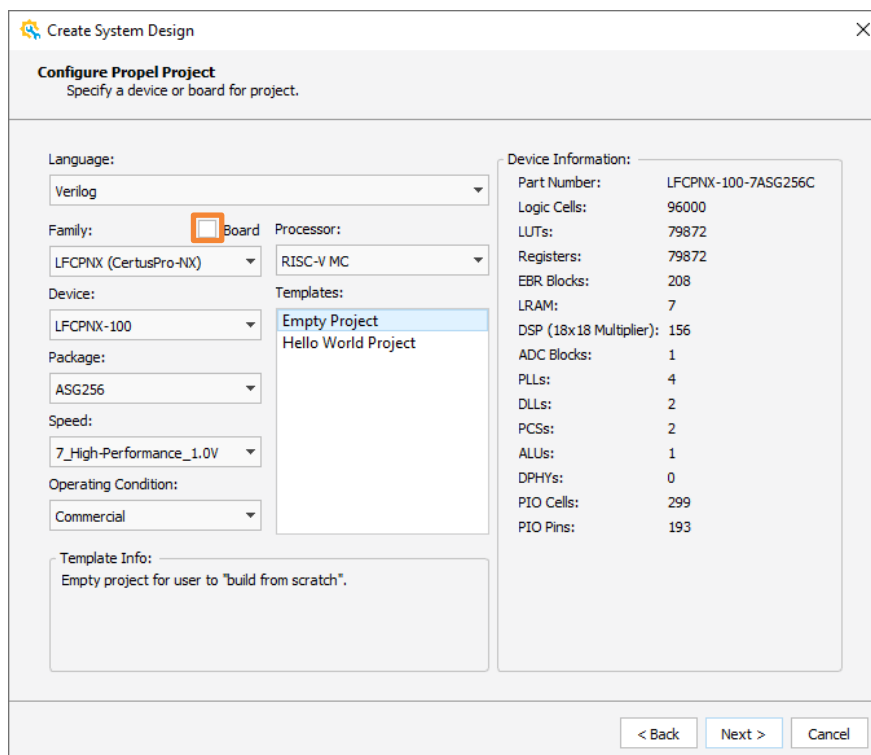 Create System Design
Configure Propel Project
Specify a device or board for project.
Language:
Verilog
Family:
Board
LFCPNX (CertusPro-NX)
Device:
LFCPNX-100
Package:
ASG256
Speed:
7_High-Performance_1.0V
Operating Condition:
Commercial
Processor:
RISC-V MC
Templates:
Empty Project
Hello World Project
Template Info:
Empty project for user to "build from scratch".
Device Information:
Part Number: LFCPNX-100-7ASG256C
Logic Cells: 96000
LUTs: 79872
Registers: 79872
EBR Blocks: 208
LRAM: 7
DSP (18x18 Multiplier): 156
ADC Blocks: 1
PLLs: 4
DLLs: 2
PCSs: 2
ALUs: 1
DPHYs: 0
PIO Cells: 299
PIO Pins: 193
< Back
Next >
Cancel